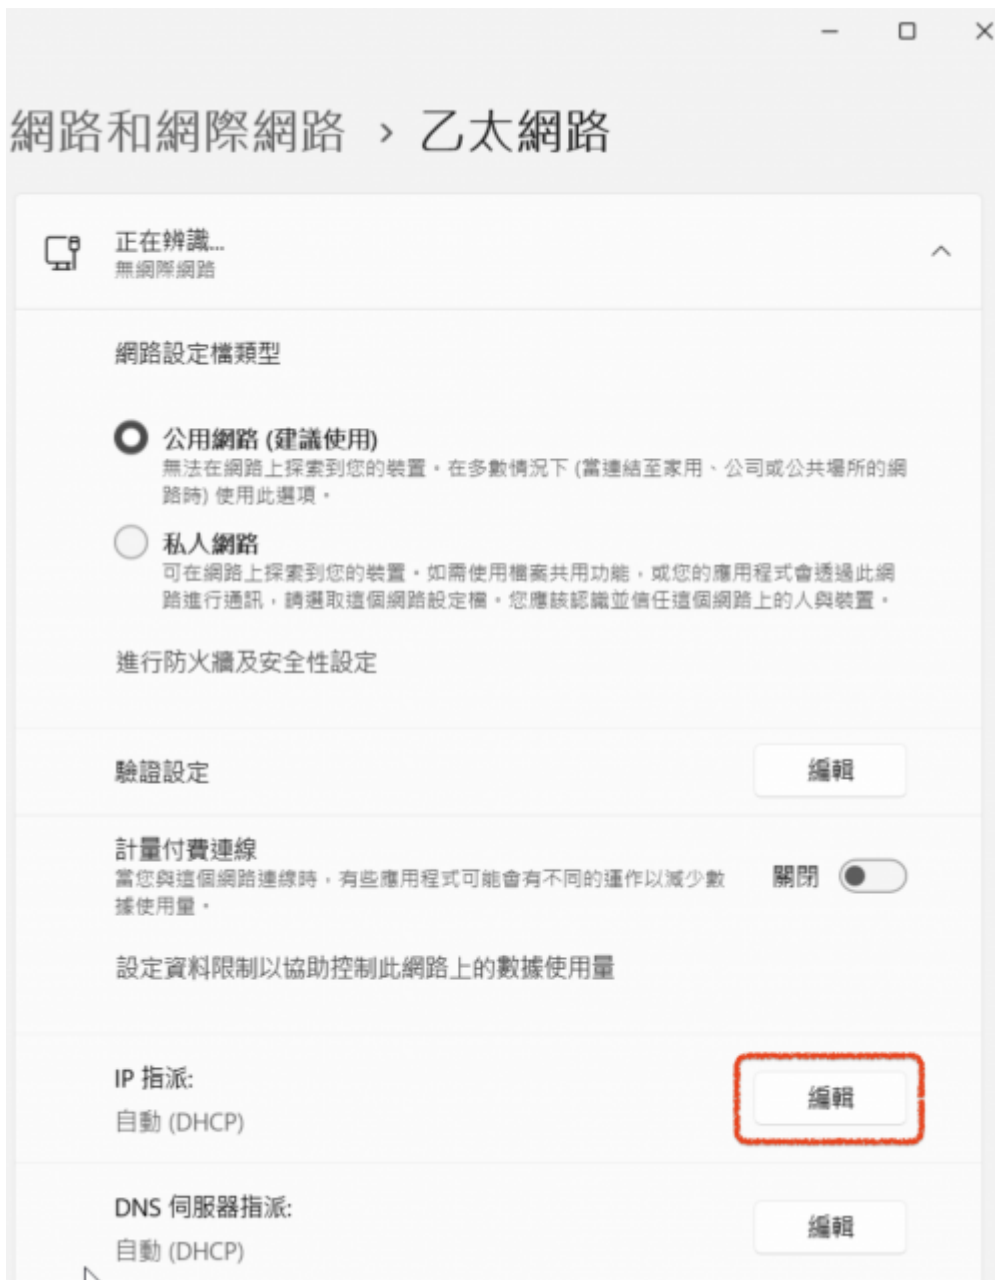 網路和網際網路 › 乙太網路
正在辨識...
無網際網路
網路設定檔類型
公用網路 (建議使用)
無法在網路上探索到您的裝置。在多數情況下 (當連結至家用、公司或公共場所的網
路時) 使用此選項。
私人網路
可在網路上探索到您的裝置。如需使用檔案共用功能，或您的應用程式會透過此網
路進行通訊，請選取這個網路設定檔。您應該認識並信任這個網路上的人與裝置。
進行防火牆及安全性設定
驗證設定
編輯
計量付費連線
當您與這個網路連線時，有些應用程式可能會有不同的運作以減少數
據使用量。
關閉
設定資料限制以協助控制此網路上的數據使用量
IP 指派:
自動 (DHCP)
編輯
DNS 伺服器指派:
自動 (DHCP)
編輯